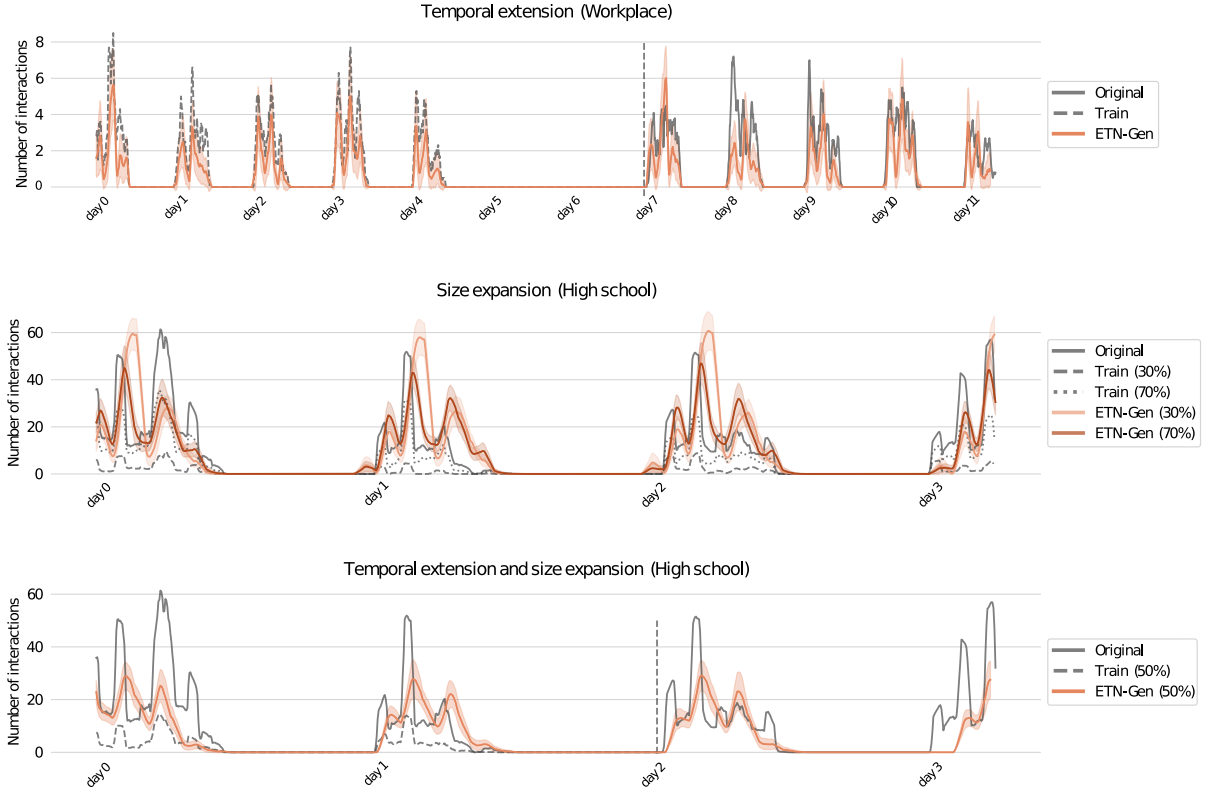 Temporal extension (Workplace)
Number of interactions
8
6
4
2
0
day 0
day 1
day 2
day 3
day 4
day 5
day 6
day 7
day 8
day 9
day 10
day 11
Original
Train
ETN-Gen
Size expansion (High school)
Number of interactions
60
40
20
0
day 0
day 1
day 2
day 3
Original
Train (30%)
Train (70%)
ETN-Gen (30%)
ETN-Gen (70%)
Temporal extension and size expansion (High school)
Number of interactions
60
40
20
0
day 0
day 1
day 2
day 3
Original
Train (50%)
ETN-Gen (50%)